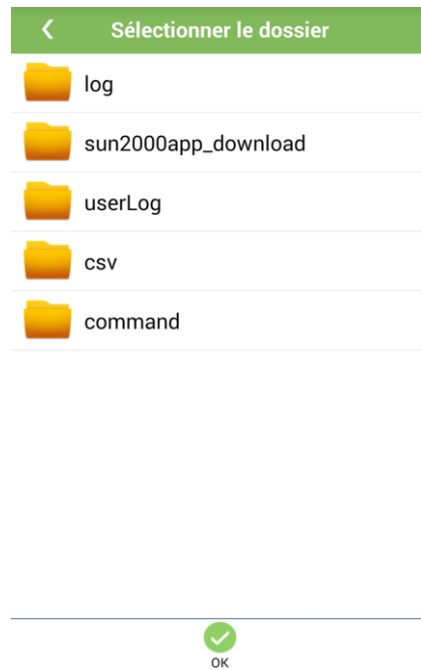 Sélectionner le dossier
log
sun2000app_download
userLog
csv
command
OK